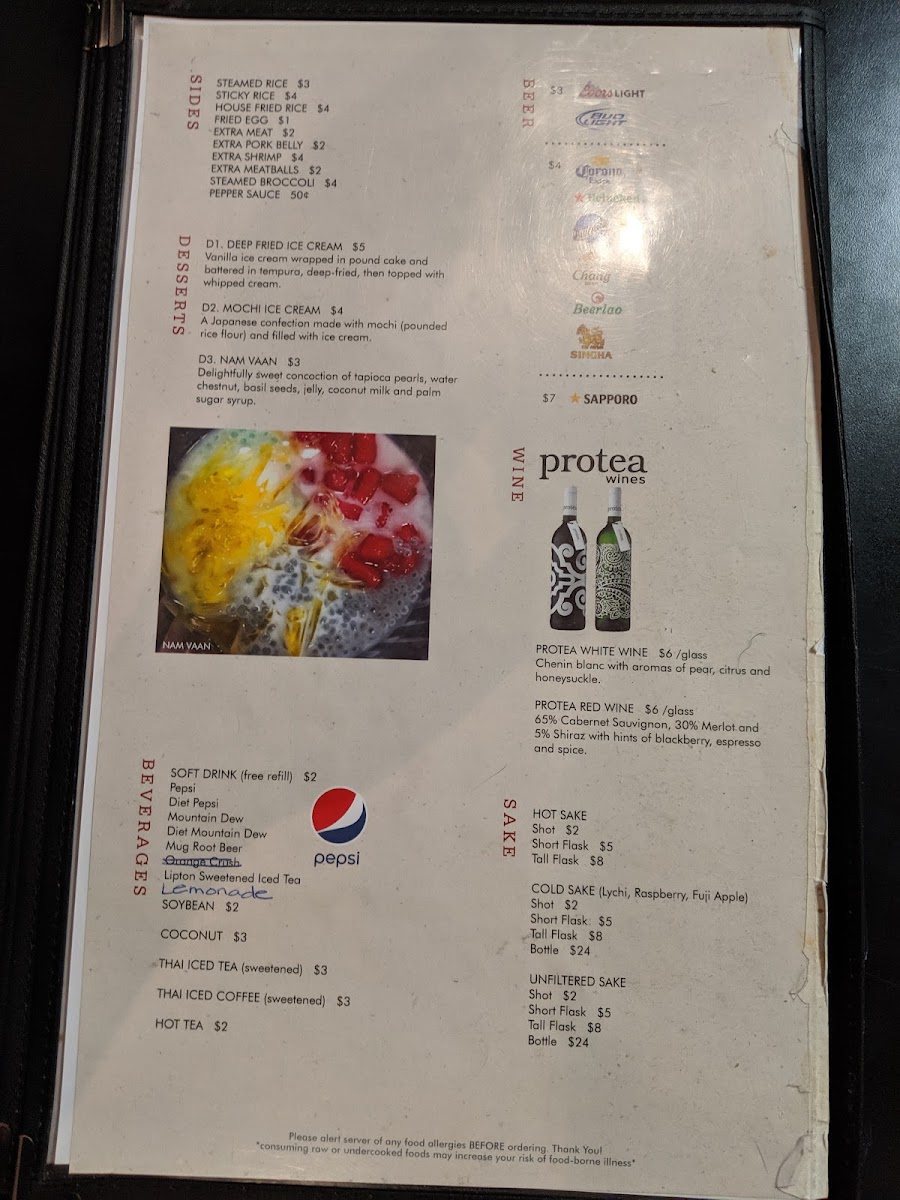 SIDES
STEAMED RICE $3
STICKY RICE $4
HOUSE FRIED RICE $4
FRIED EGG $1
EXTRA MEAT $2
EXTRA PORK BELLY $2
EXTRA SHRIMP $4
EXTRA MEATBALLS $2
STEAMED BROCCOLI $4
PEPPER SAUCE 50¢
DESSERTS
D1. DEEP FRIED ICE CREAM $5
Vanilla ice cream wrapped in pound cake and
battered in tempura, deep-fried, then topped with
whipped cream.
D2. MOCHI ICE CREAM $4
A Japanese confection made with mochi (pounded
rice flour) and filled with ice cream.
D3. NAM VAAN $3
Delightfully sweet concoction of tapioca pearls, water
chestnut, basil seeds, jelly, coconut milk and palm
sugar syrup.
NAM VAAN
BEVERAGES
SOFT DRINK (free refill) $2
Pepsi
Diet Pepsi
Mountain Dew
Diet Mountain Dew
Mug Root Beer
Orange Crush
Lipton Sweetened Iced Tea
Lemonade
pepsi
SOYBEAN $2
COCONUT $3
THAI ICED TEA (sweetened) $3
THAI ICED COFFEE (sweetened) $3
HOT TEA $2
BEER
$3 Coors LIGHT
BUD LIGHT
$4 Corona
Extra
Heineken
Chang
Beerlao
SINGHA
$7 SAPPORO
WINE
protea
wines
PROTEA WHITE WINE $6 /glass
Chenin blanc with aromas of pear, citrus and
honeysuckle.
PROTEA RED WINE $6 /glass
65% Cabernet Sauvignon, 30% Merlot and
5% Shiraz with hints of blackberry, espresso
and spice.
SAKE
HOT SAKE
Shot $2
Short Flask $5
Tall Flask $8
COLD SAKE (Lychi, Raspberry, Fuji Apple)
Shot $2
Short Flask $5
Tall Flask $8
Bottle $24
UNFILTERED SAKE
Shot $2
Short Flask $5
Tall Flask $8
Bottle $24
Please alert server of any food allergies BEFORE ordering. Thank You!
*consuming raw or undercooked foods may increase your risk of food-borne illness*